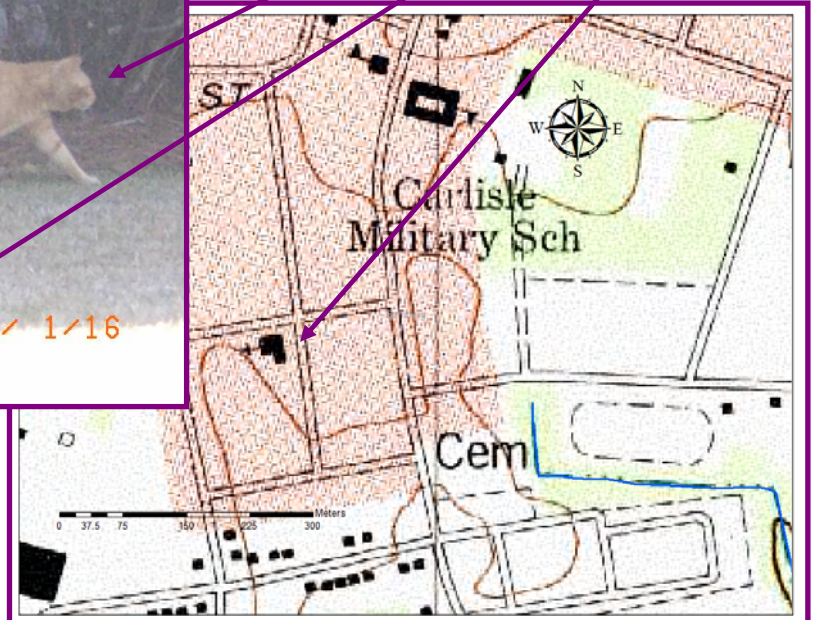 ST
N
W E
S
Carlisle
Military Sch
/ 1/16
Cem
Meters
0 37.5 75 150 225 300